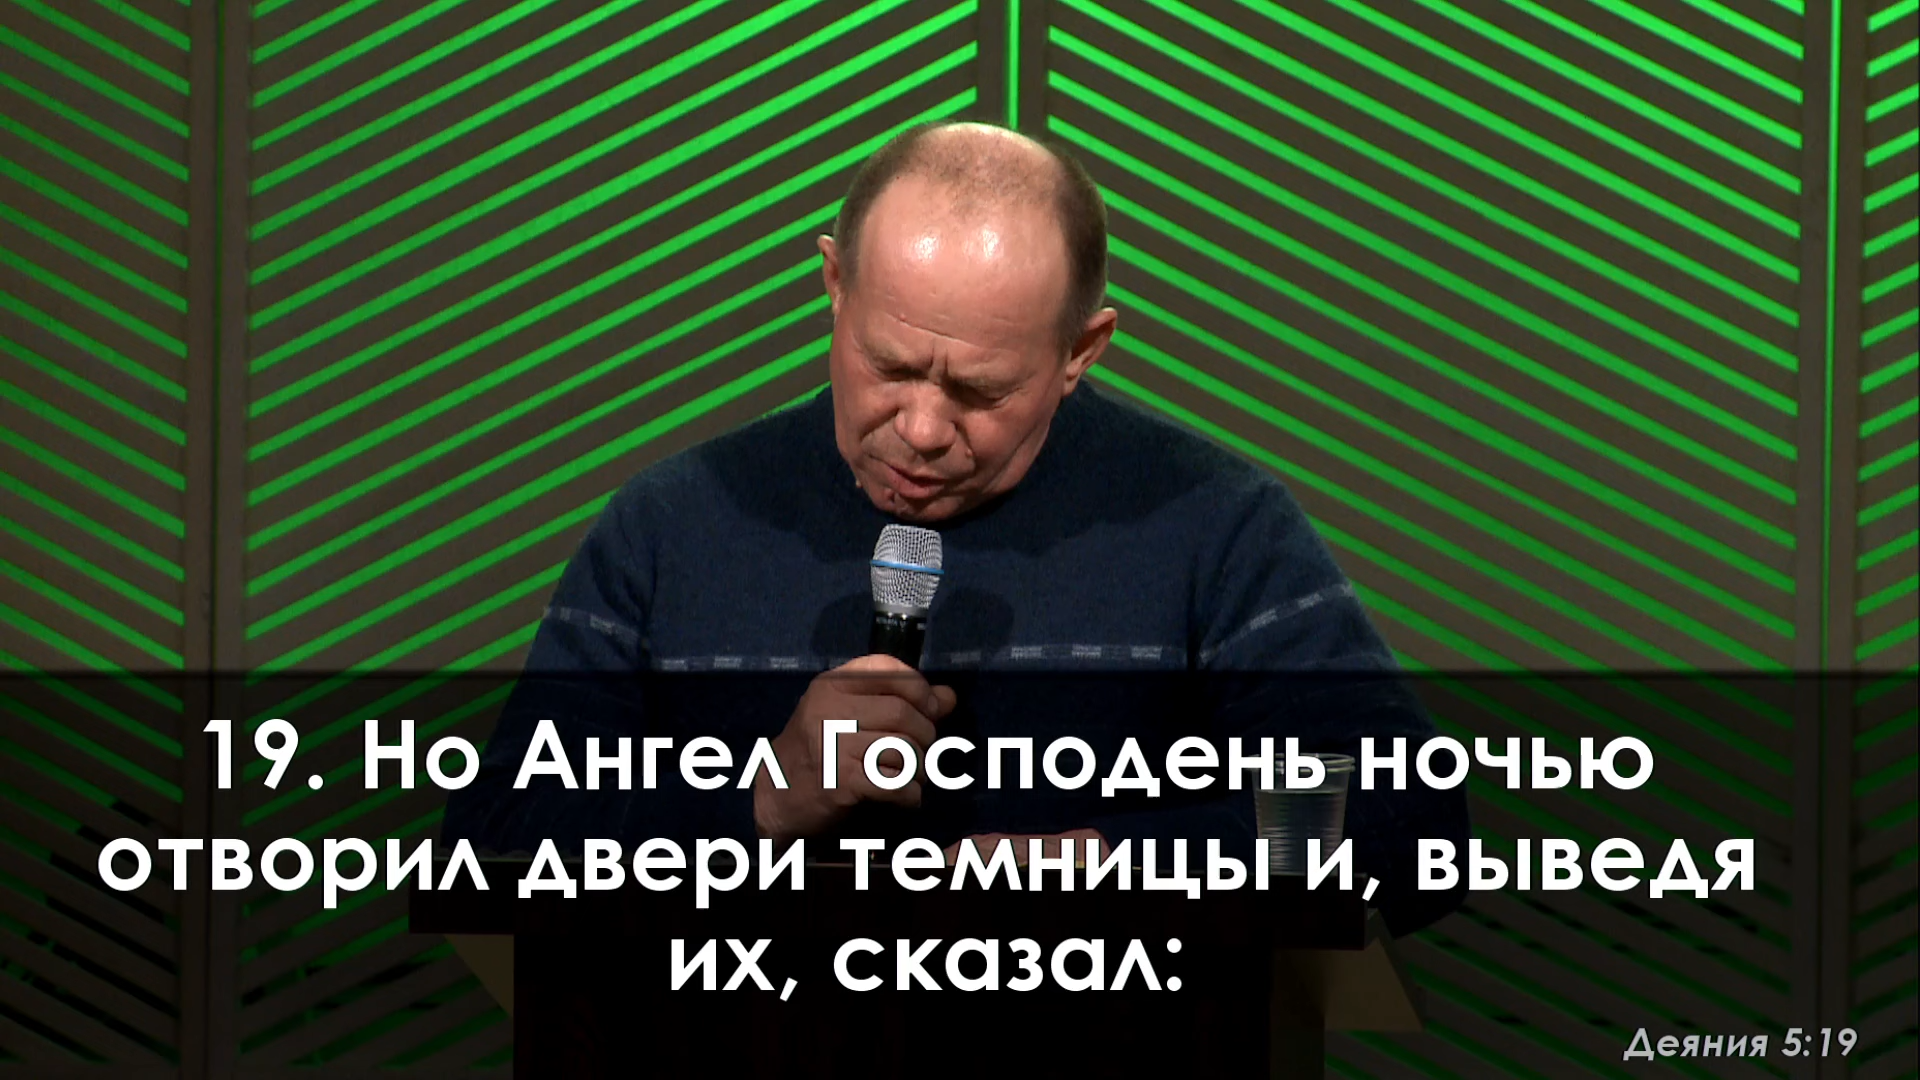 19. Но Ангел Господень ночью
отворил двери темницы и, выведя
их, сказал:
Деяния 5:19